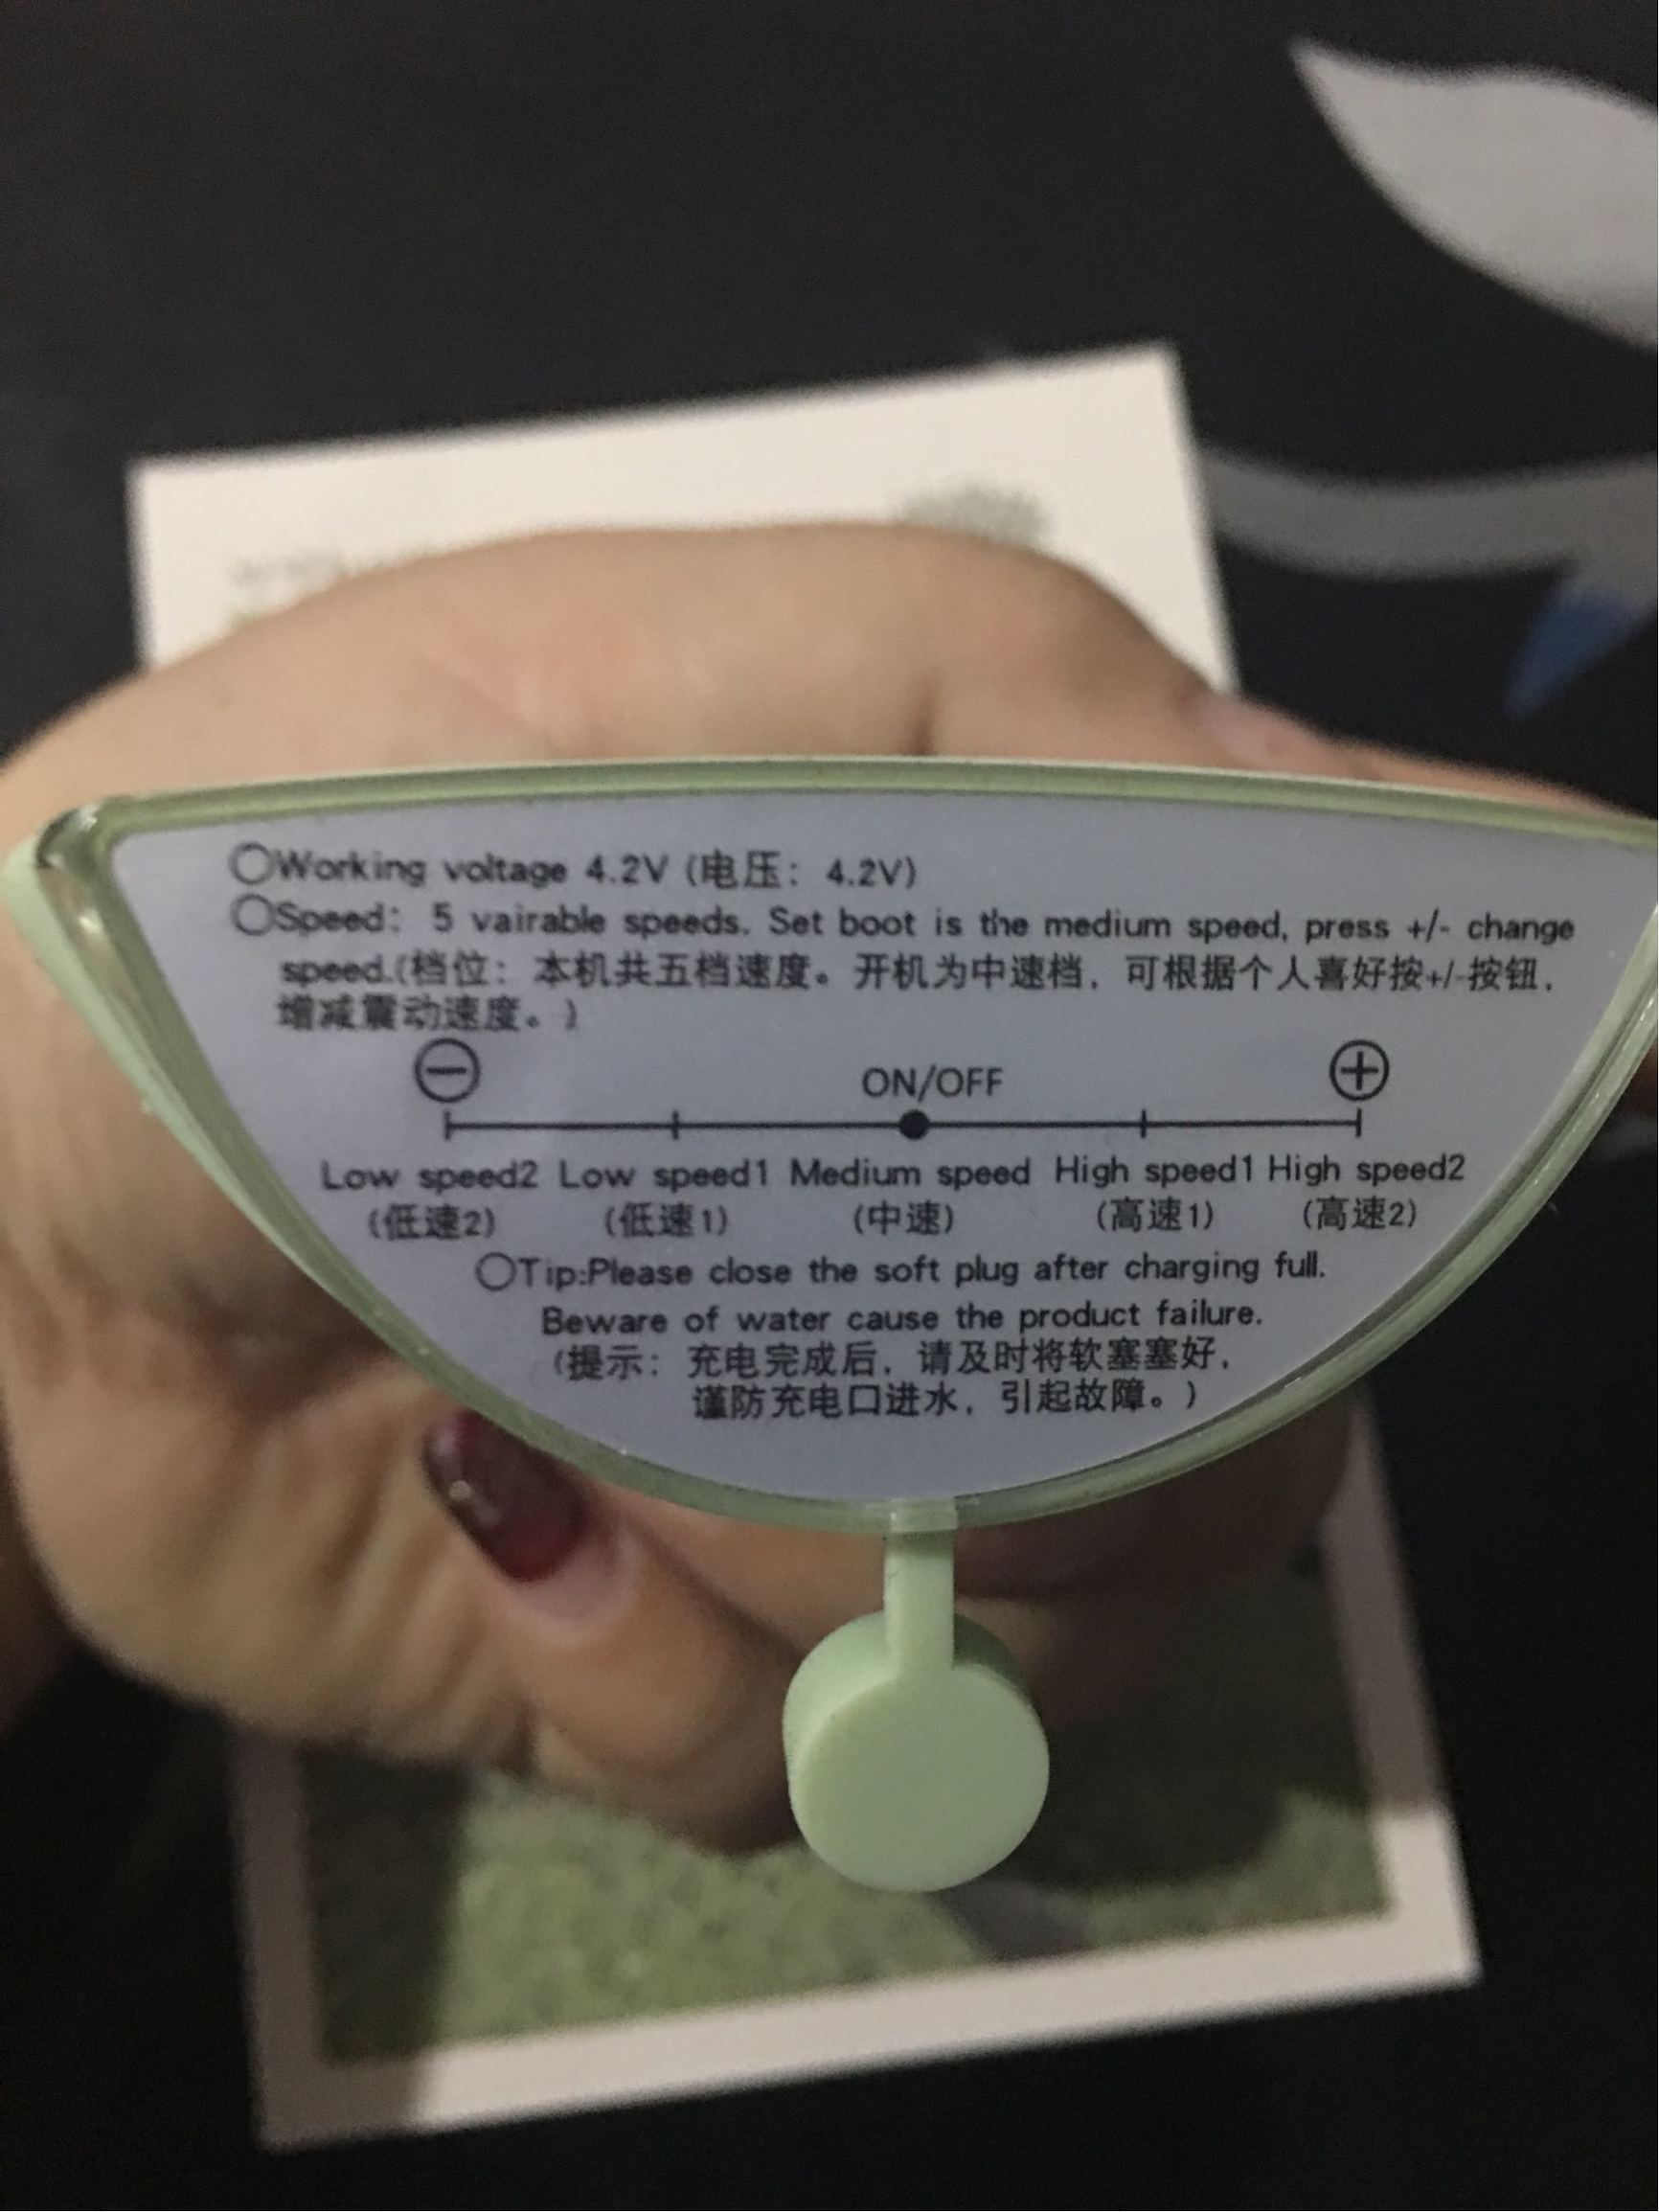 ○Working voltage 4.2V (电压：4.2V)
○Speed: 5 vairable speeds. Set boot is the medium speed, press +/- change
speed.(档位：本机共五档速度。开机为中速档，可根据个人喜好按+/-按钮，
增减震动速度。)
⊖ ON/OFF ⊕
Low speed2 Low speed1 Medium speed High speed1 High speed2
(低速2) (低速1) (中速) (高速1) (高速2)
○Tip:Please close the soft plug after charging full.
Beware of water cause the product failure.
(提示：充电完成后，请及时将软塞塞好，
谨防充电口进水，引起故障。)